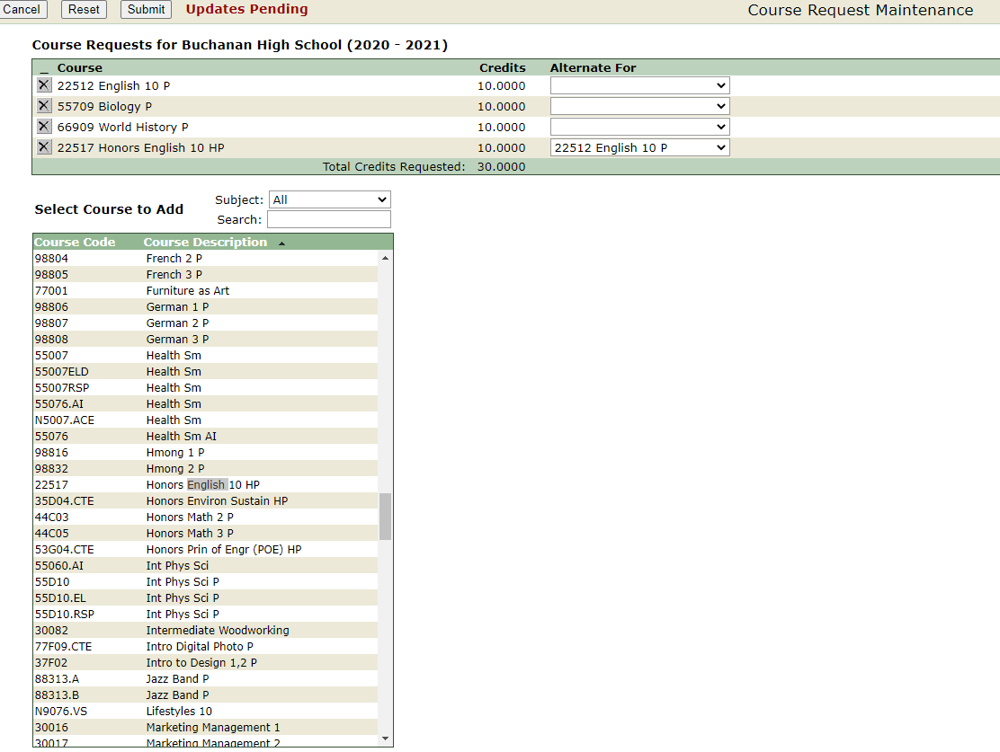 Cancel Reset Submit Updates Pending Course Request Maintenance
Course Requests for Buchanan High School (2020 - 2021)
_ Course Credits Alternate For
X 22512 English 10 P 10.0000
X 55709 Biology P 10.0000
X 66909 World History P 10.0000
X 22517 Honors English 10 HP 10.0000 22512 English 10 P
Total Credits Requested: 30.0000
Subject: All
Select Course to Add
Search:
Course Code Course Description
98804 French 2 P
98805 French 3 P
77001 Furniture as Art
98806 German 1 P
98807 German 2 P
98808 German 3 P
55007 Health Sm
55007ELD Health Sm
55007RSP Health Sm
55076.AI Health Sm
N5007.ACE Health Sm
55076 Health Sm AI
98816 Hmong 1 P
98832 Hmong 2 P
22517 Honors English 10 HP
35D04.CTE Honors Environ Sustain HP
44C03 Honors Math 2 P
44C05 Honors Math 3 P
53G04.CTE Honors Prin of Engr (POE) HP
55060.AI Int Phys Sci
55D10 Int Phys Sci P
55D10.EL Int Phys Sci P
55D10.RSP Int Phys Sci P
30082 Intermediate Woodworking
77F09.CTE Intro Digital Photo P
37F02 Intro to Design 1,2 P
88313.A Jazz Band P
88313.B Jazz Band P
N9076.VS Lifestyles 10
30016 Marketing Management 1
30017 Marketing Management 2